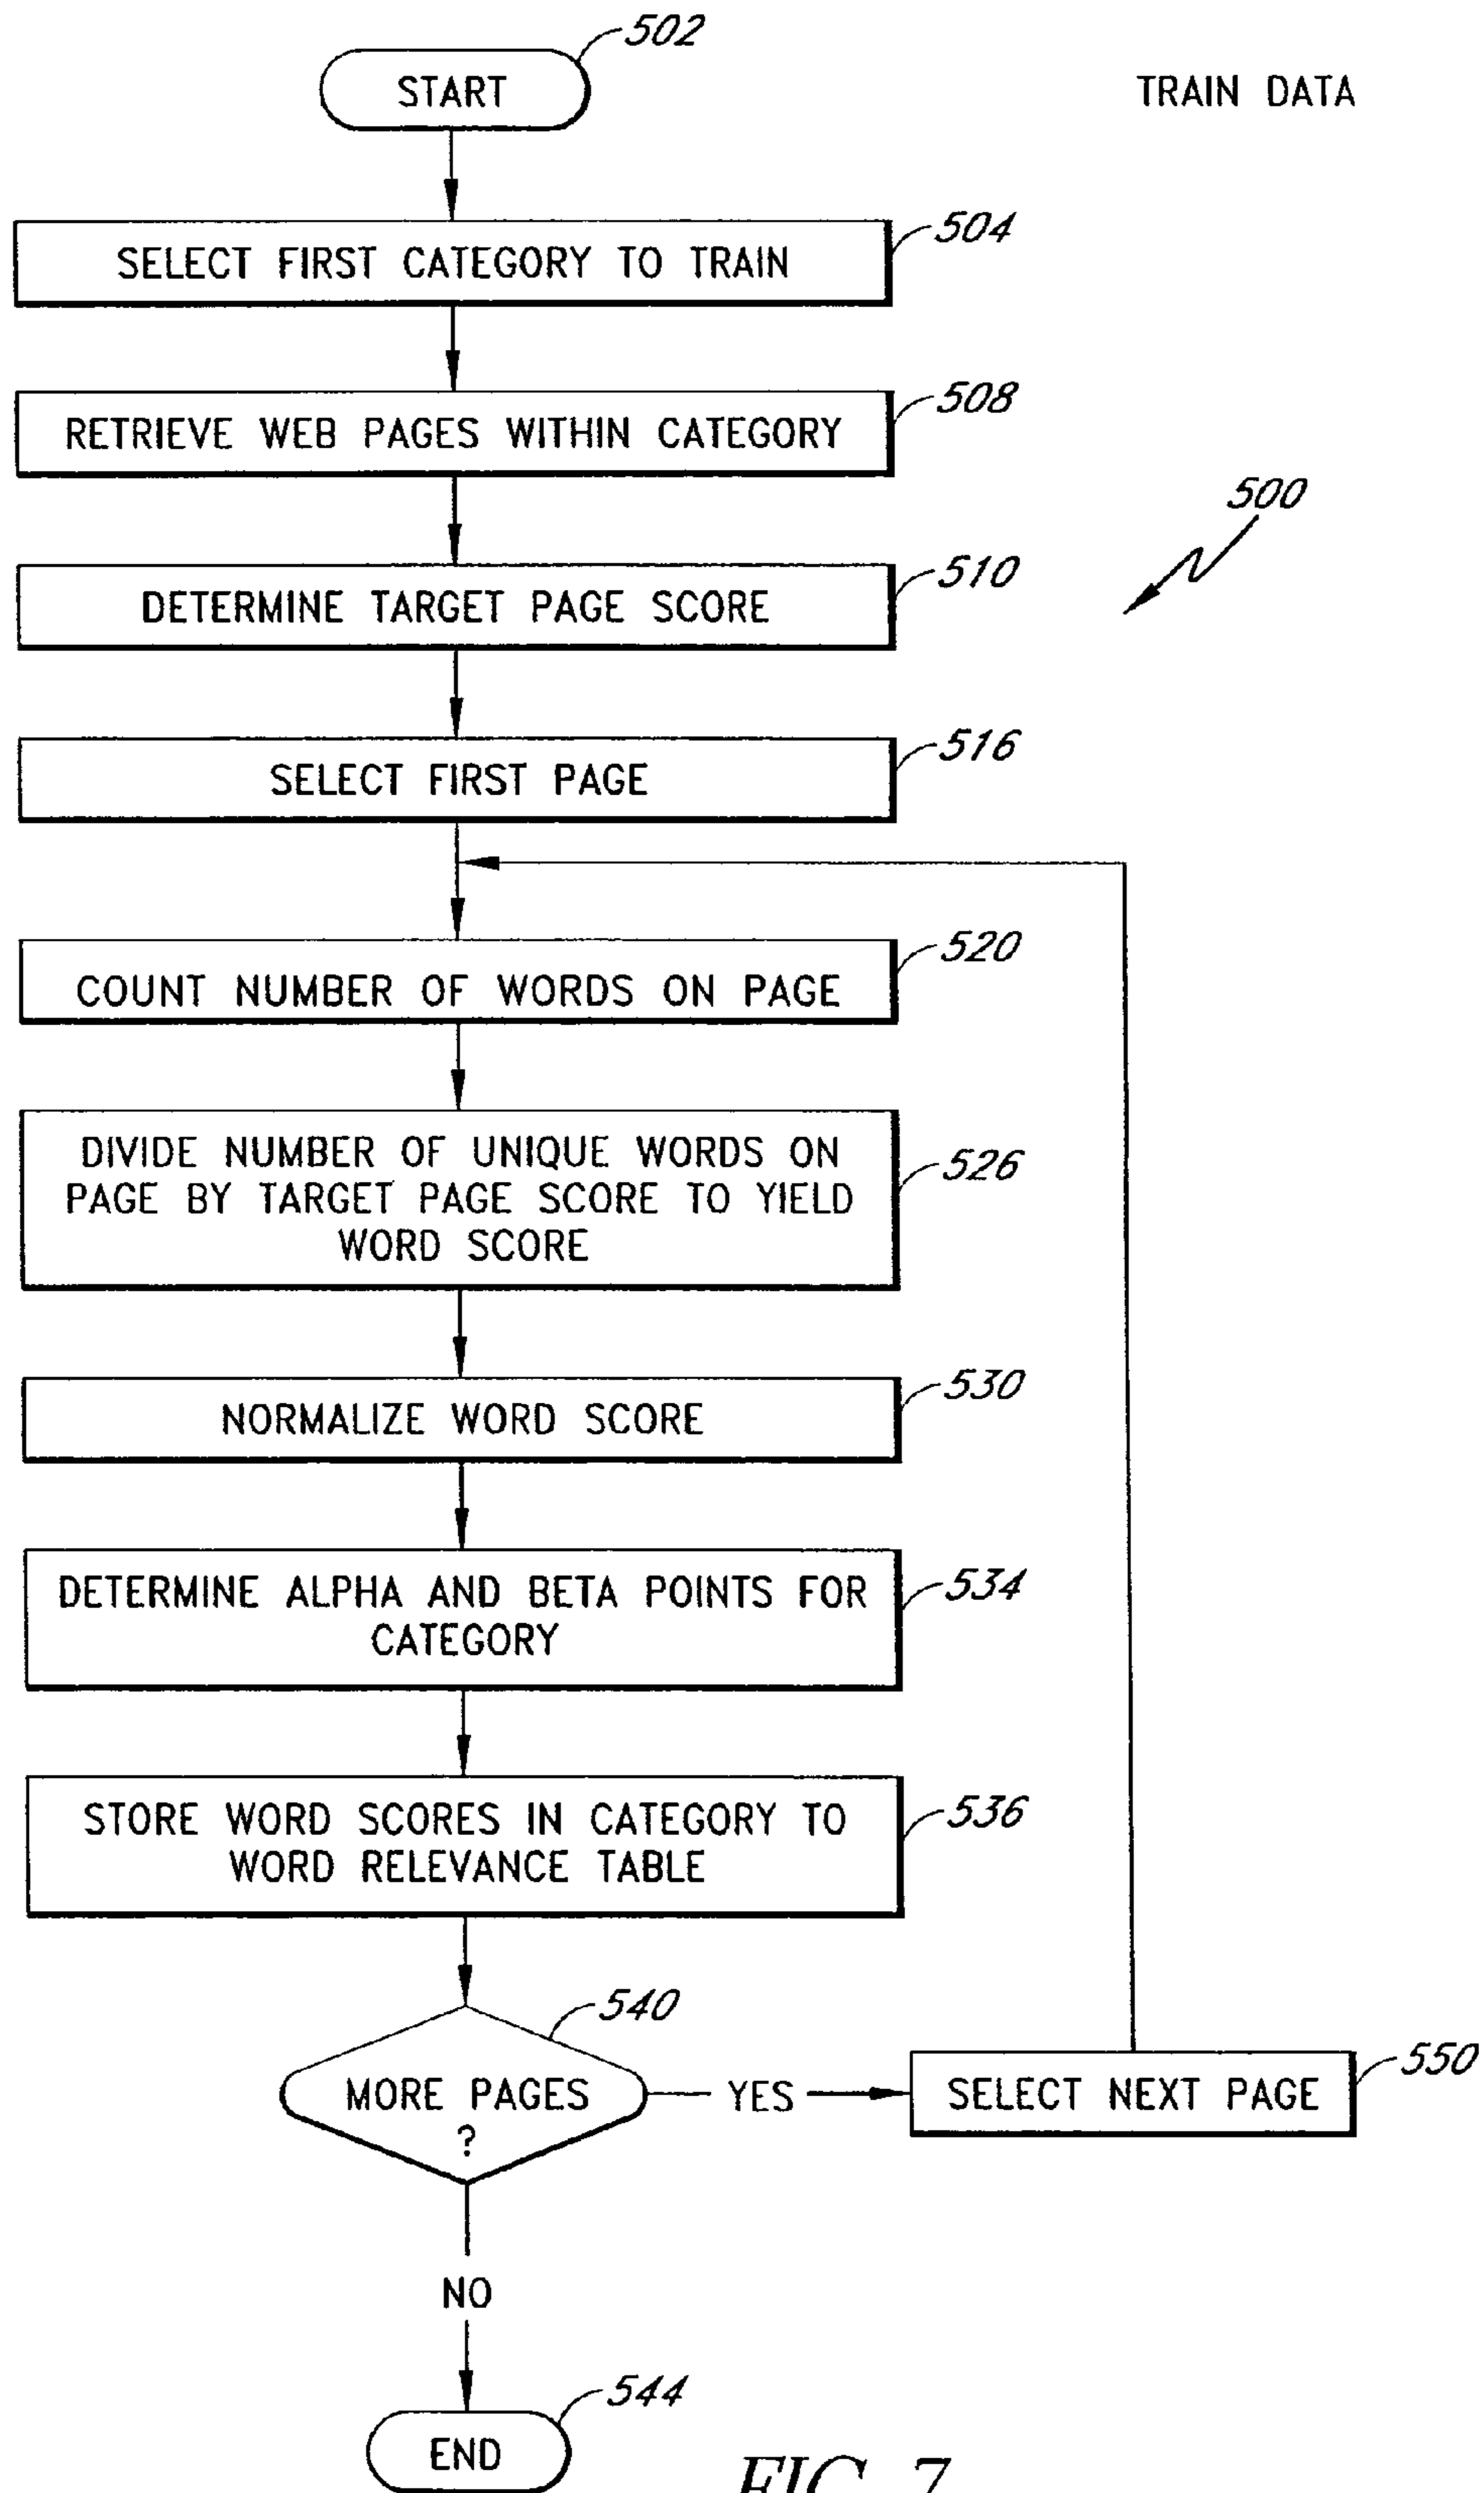 502
START
TRAIN DATA
504
SELECT FIRST CATEGORY TO TRAIN
508
RETRIEVE WEB PAGES WITHIN CATEGORY
500
510
DETERMINE TARGET PAGE SCORE
516
SELECT FIRST PAGE
520
COUNT NUMBER OF WORDS ON PAGE
526
DIVIDE NUMBER OF UNIQUE WORDS ON
PAGE BY TARGET PAGE SCORE TO YIELD
WORD SCORE
530
NORMALIZE WORD SCORE
534
DETERMINE ALPHA AND BETA POINTS FOR
CATEGORY
536
STORE WORD SCORES IN CATEGORY TO
WORD RELEVANCE TABLE
540
MORE PAGES
?
YES
550
SELECT NEXT PAGE
NO
544
END
FIG. 7